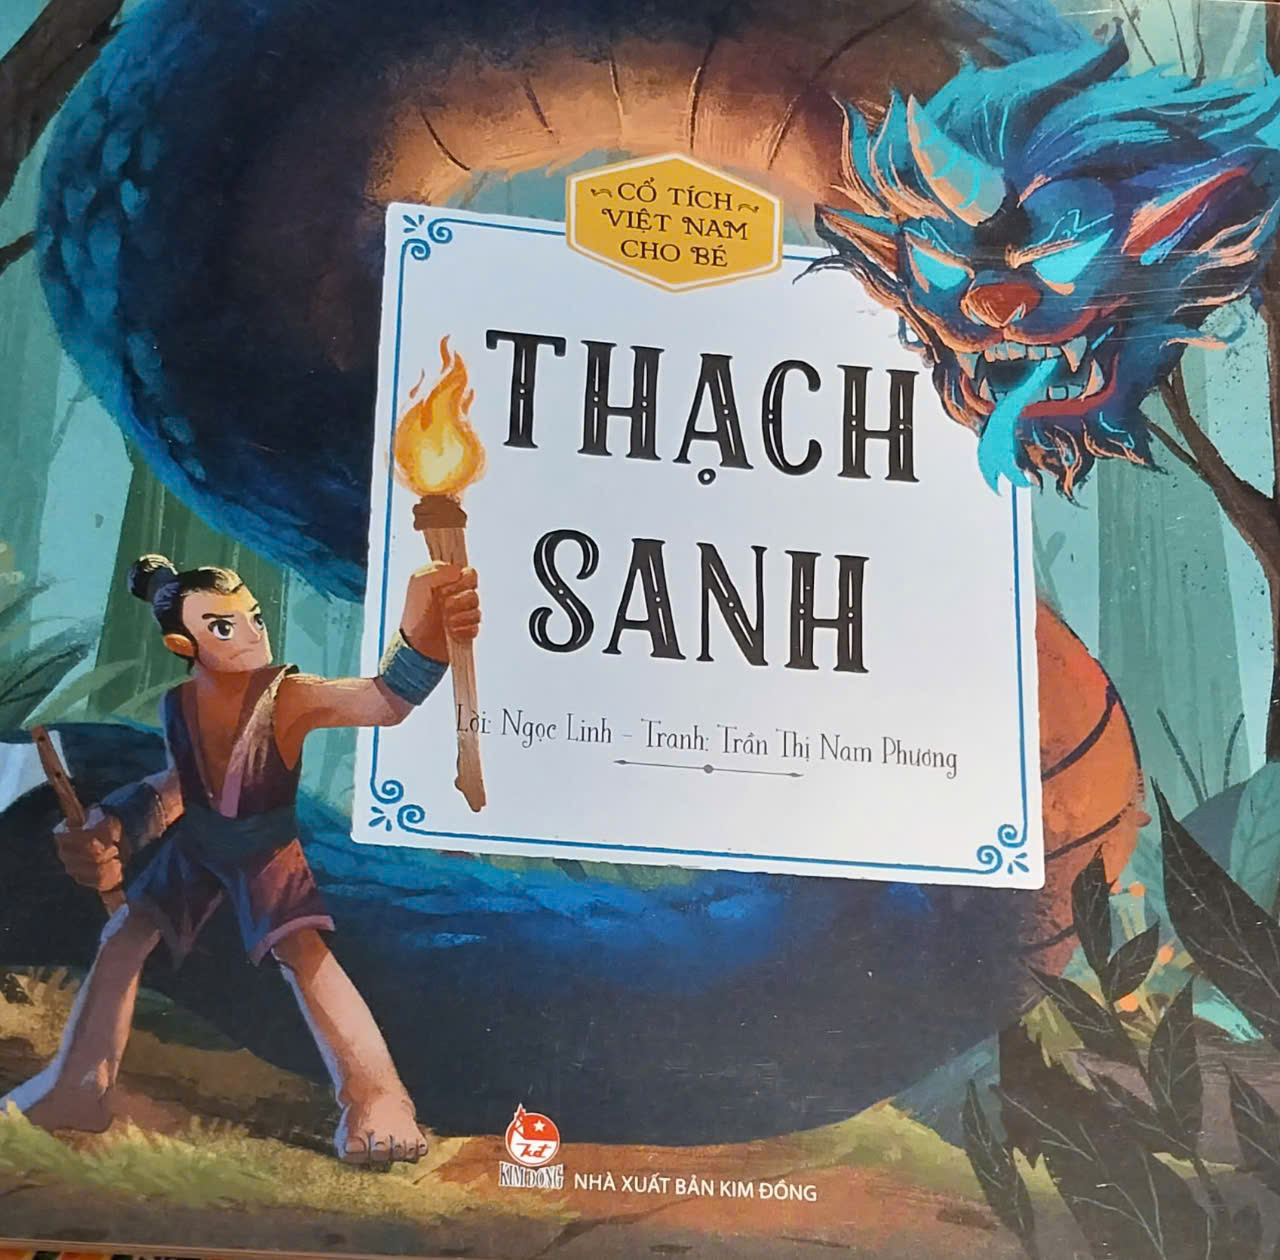 CỔ TÍCH
VIỆT NAM
CHO BÉ
THẠCH
SANH
Lời: Ngọc Linh – Tranh: Trần Thị Nam Phương
KIM ĐỒNG
NHÀ XUẤT BẢN KIM ĐỒNG